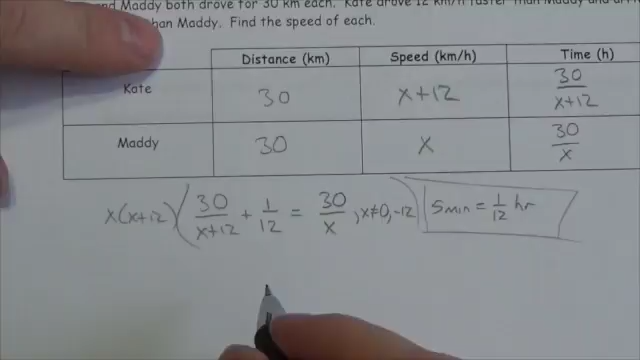 and Maddy both drove for 30 km each. Kate drove 12 km/h faster than Maddy and
than Maddy. Find the speed of each.
Distance (km) Speed (km/h) Time (h)
Kate 30 x+12 30/(x+12)
Maddy 30 x 30/x
x(x+12)(30/(x+12) + 1/12 = 30/x, x≠0,-12) 5min = 1/12 hr